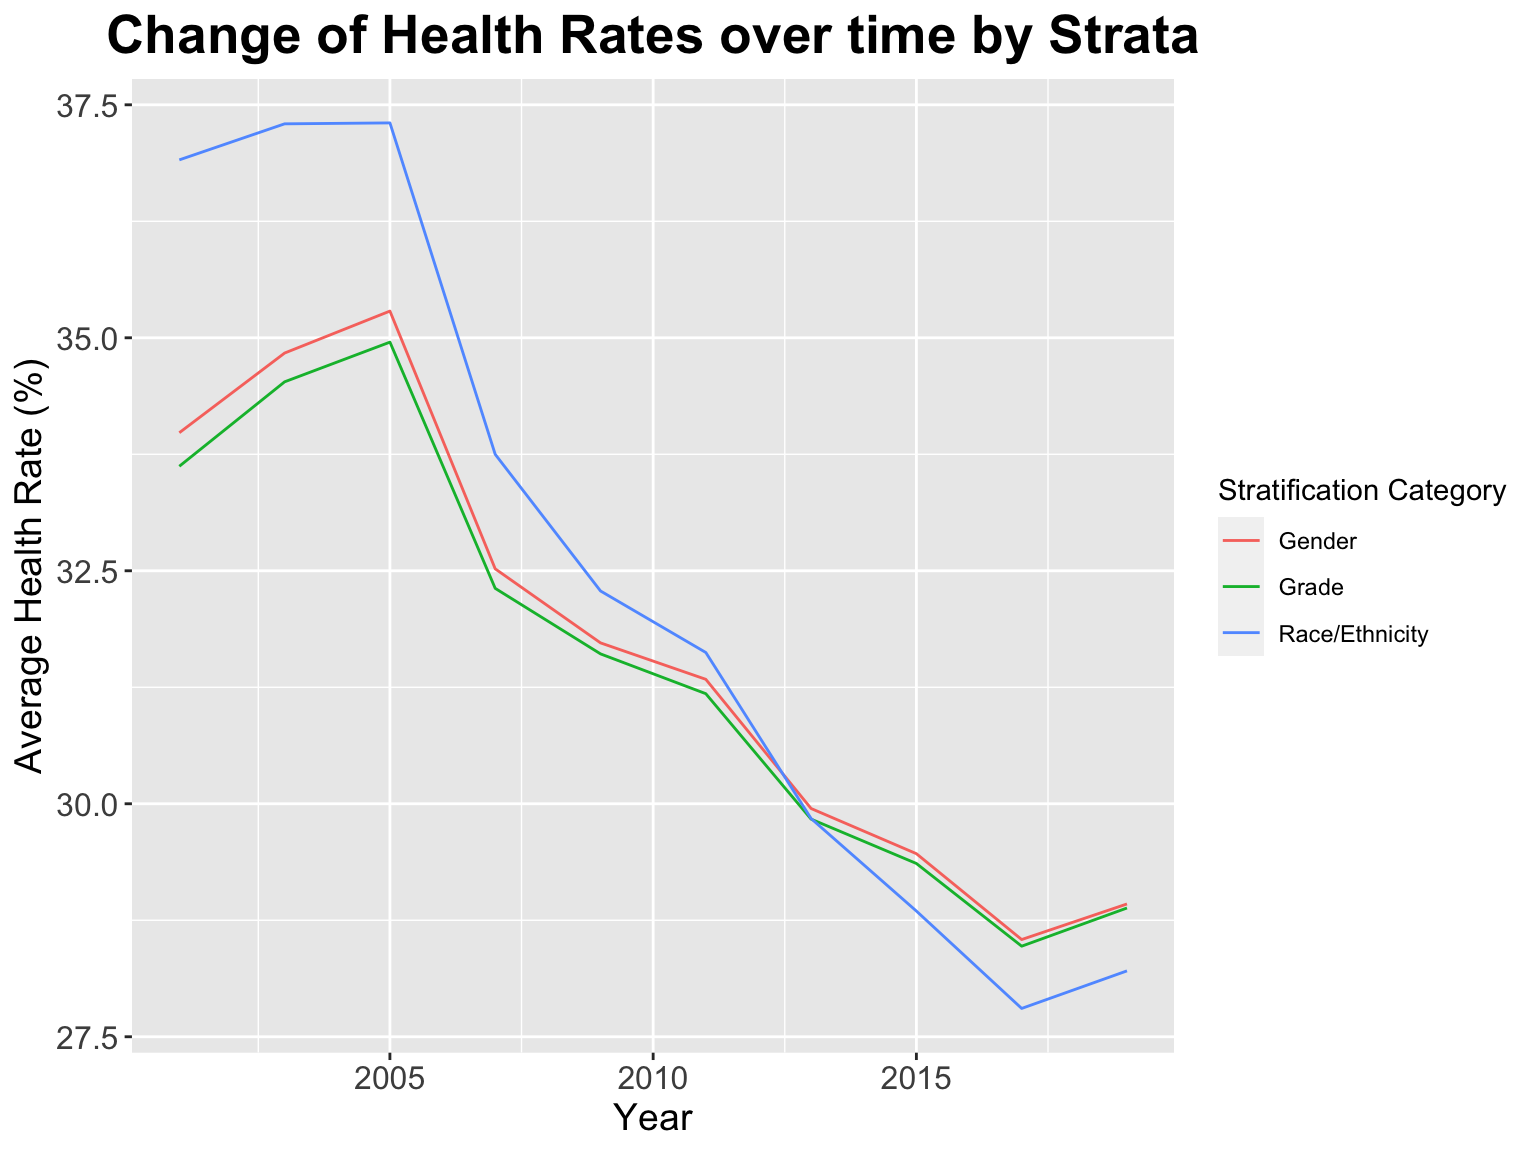 Change of Health Rates over time by Strata
37.5
35.0
32.5
30.0
27.5
Average Health Rate (%)
2005 2010 2015
Year
Stratification Category
Gender
Grade
Race/Ethnicity